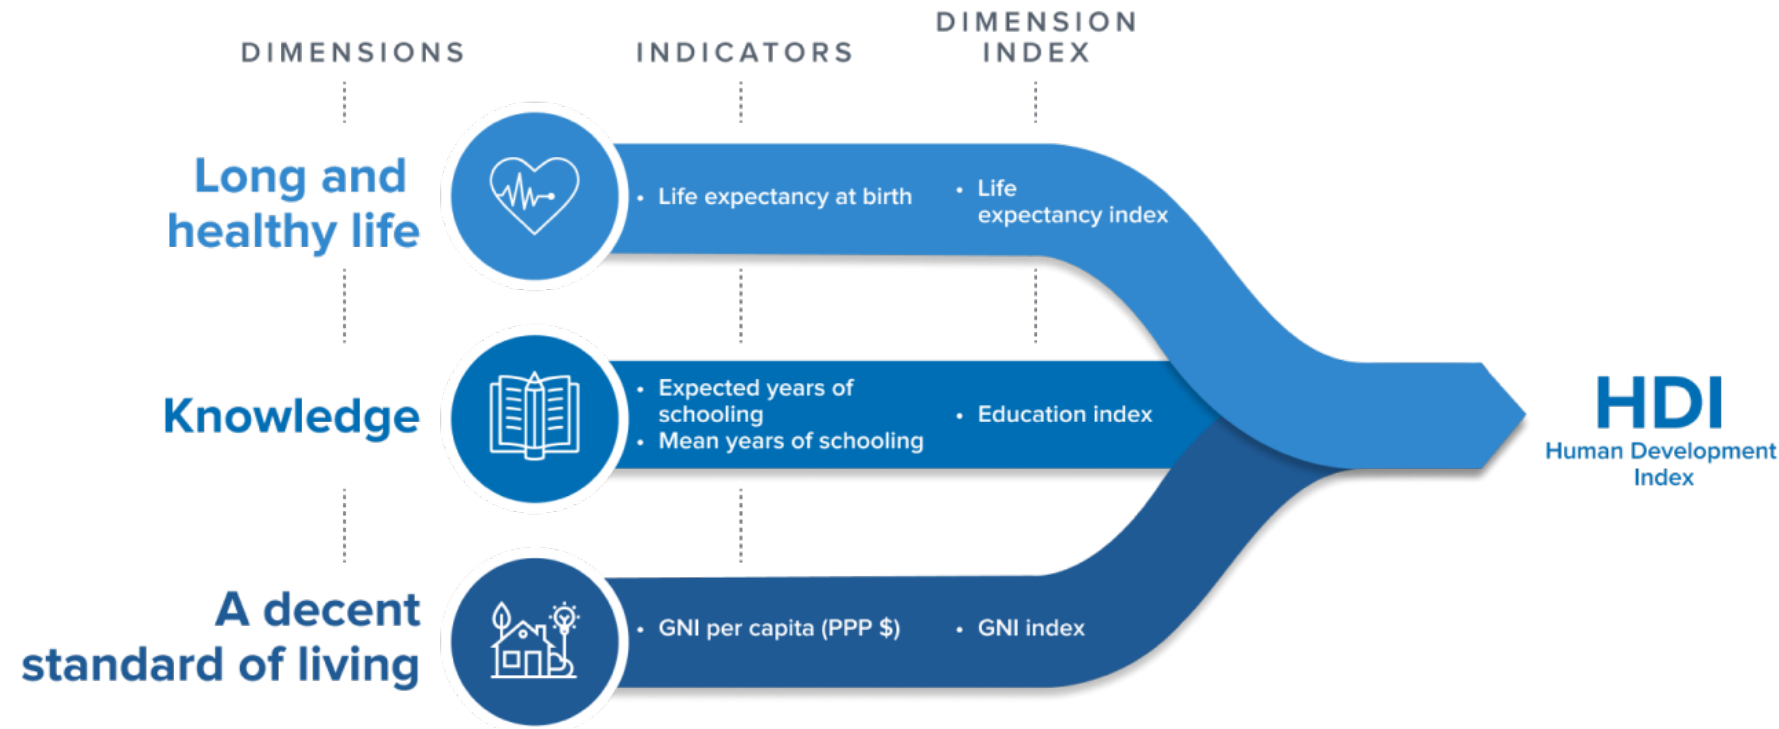 DIMENSIONS
INDICATORS
DIMENSION
INDEX
Long and
healthy life
• Life expectancy at birth
• Life
expectancy index
Knowledge
• Expected years of
schooling
• Mean years of schooling
• Education index
A decent
standard of living
• GNI per capita (PPP $)
• GNI index
HDI
Human Development
Index